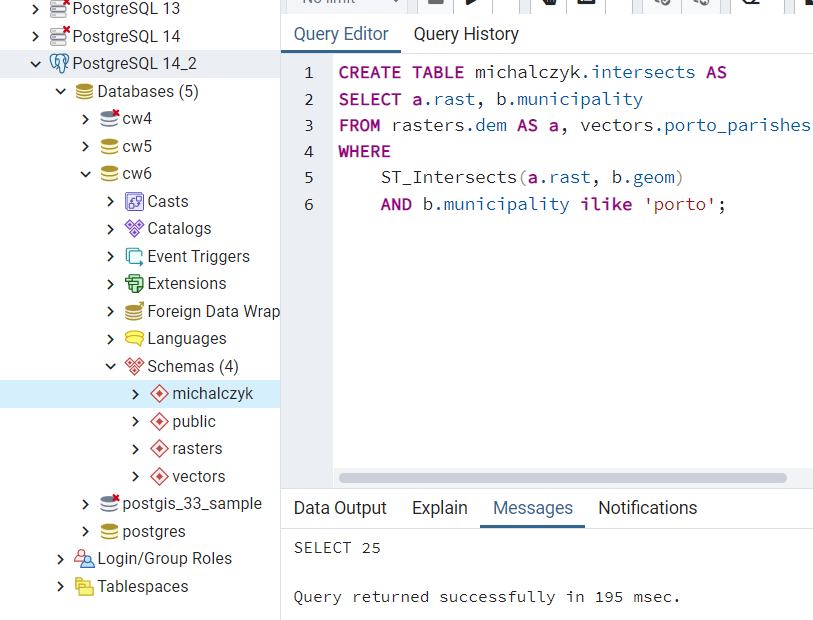 PostgreSQL 13
PostgreSQL 14
PostgreSQL 14_2
Databases (5)
cw4
cw5
cw6
Casts
Catalogs
Event Triggers
Extensions
Foreign Data Wrap
Languages
Schemas (4)
michalczyk
public
rasters
vectors
postgis_33_sample
postgres
Login/Group Roles
Tablespaces
No limit
Query Editor Query History
1 CREATE TABLE michalczyk.intersects AS
2 SELECT a.rast, b.municipality
3 FROM rasters.dem AS a, vectors.porto_parishes
4 WHERE
5 ST_Intersects(a.rast, b.geom)
6 AND b.municipality ilike 'porto';
Data Output Explain Messages Notifications
SELECT 25
Query returned successfully in 195 msec.